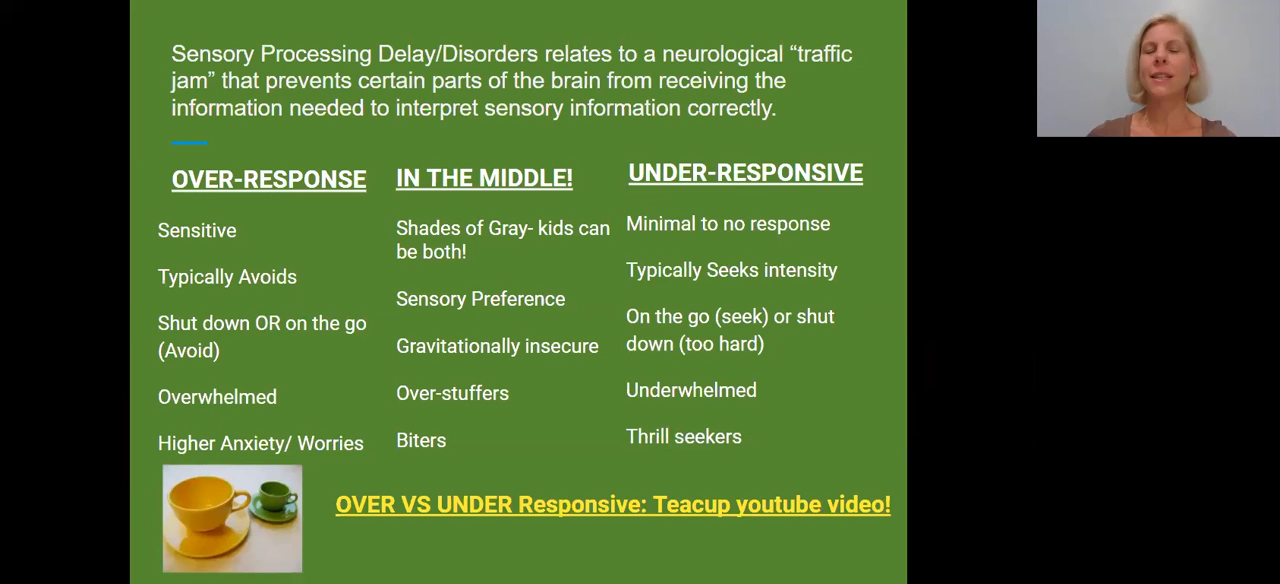 Sensory Processing Delay/Disorders relates to a neurological “traffic
jam” that prevents certain parts of the brain from receiving the
information needed to interpret sensory information correctly.
OVER-RESPONSE
Sensitive
Typically Avoids
Shut down OR on the go
(Avoid)
Overwhelmed
Higher Anxiety/ Worries
IN THE MIDDLE!
Shades of Gray- kids can
be both!
Sensory Preference
Gravitationally insecure
Over-stuffers
Biters
UNDER-RESPONSIVE
Minimal to no response
Typically Seeks intensity
On the go (seek) or shut
down (too hard)
Underwhelmed
Thrill seekers
OVER VS UNDER Responsive: Teacup youtube video!